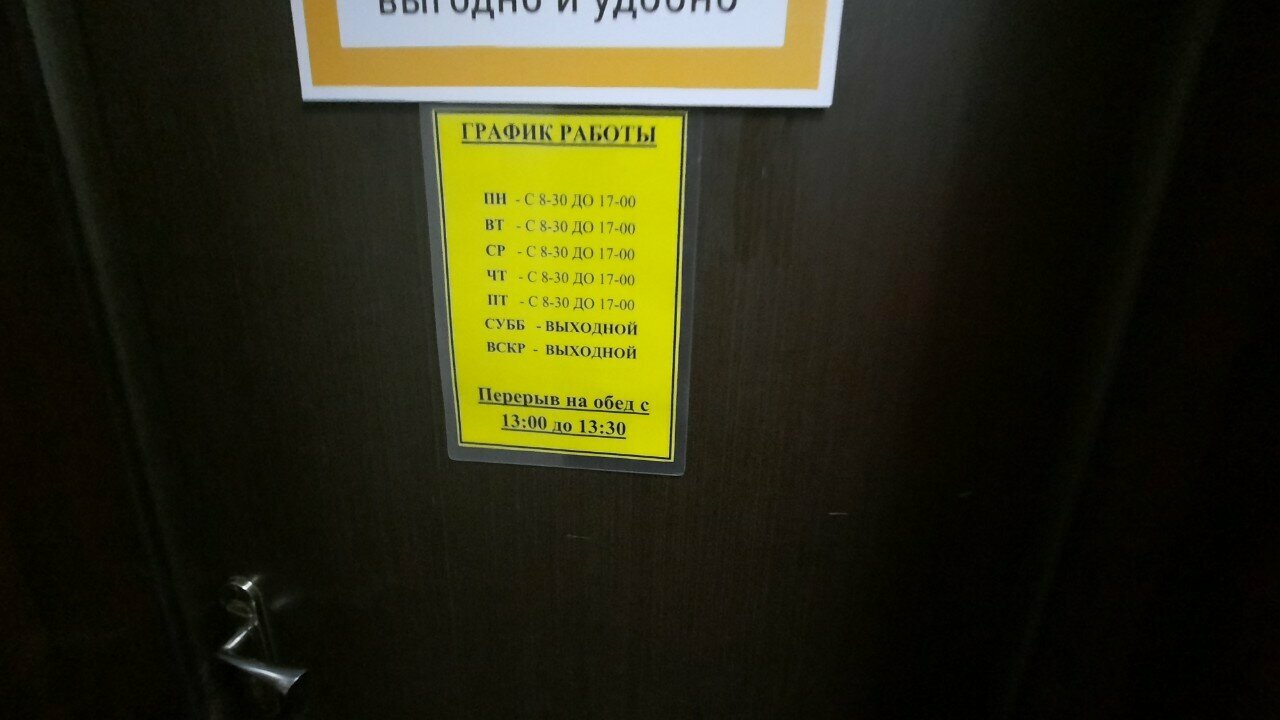 выгодно и удобно
ГРАФИК РАБОТЫ
ПН - С 8-30 ДО 17-00
ВТ - С 8-30 ДО 17-00
СР - С 8-30 ДО 17-00
ЧТ - С 8-30 ДО 17-00
ПТ - С 8-30 ДО 17-00
СУББ - ВЫХОДНОЙ
ВСКР - ВЫХОДНОЙ
Перерыв на обед с
13:00 до 13:30